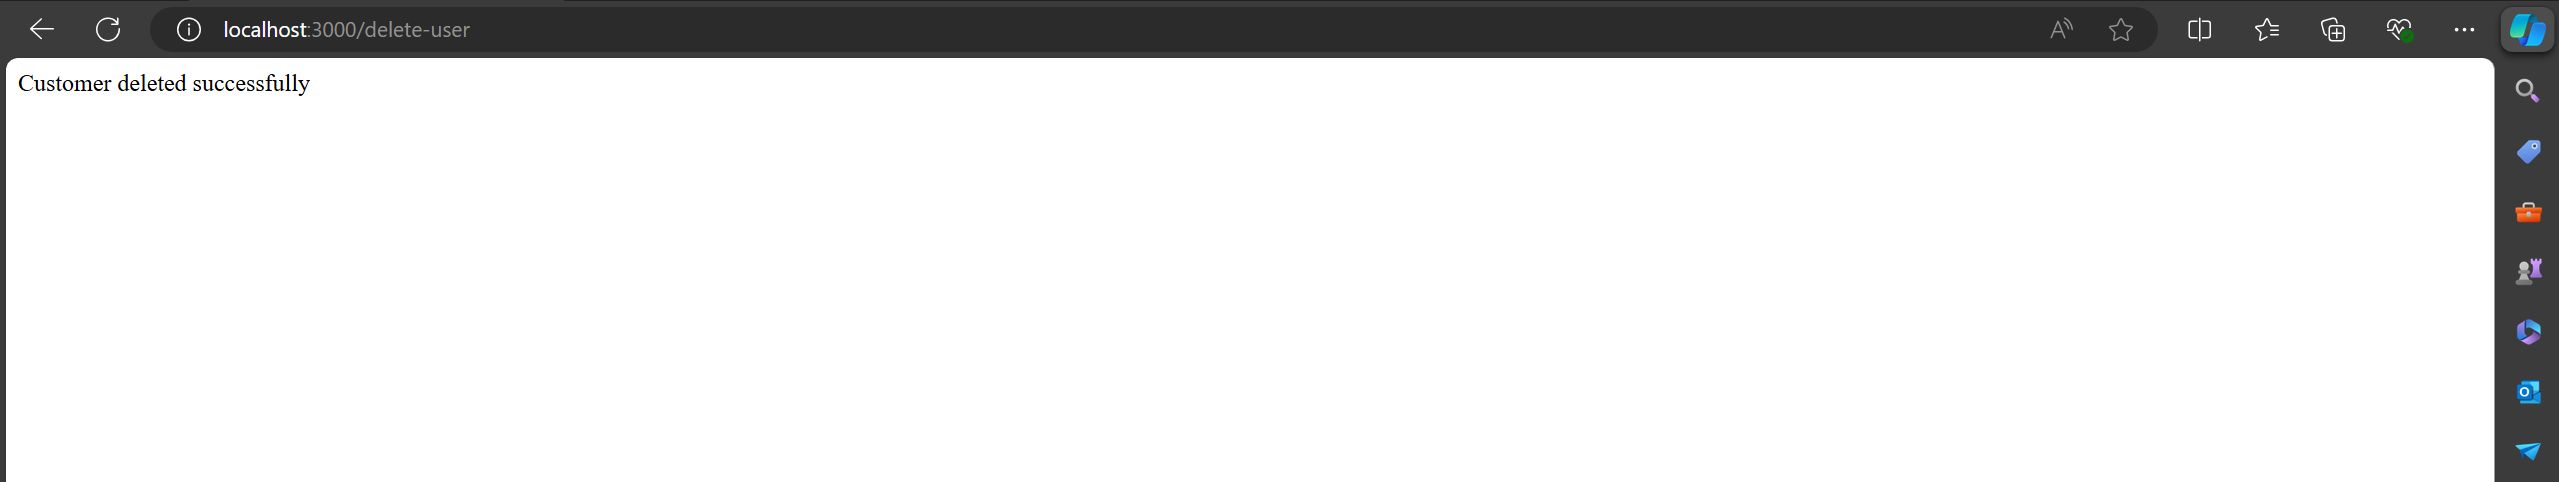 localhost:3000/delete-user
Customer deleted successfully